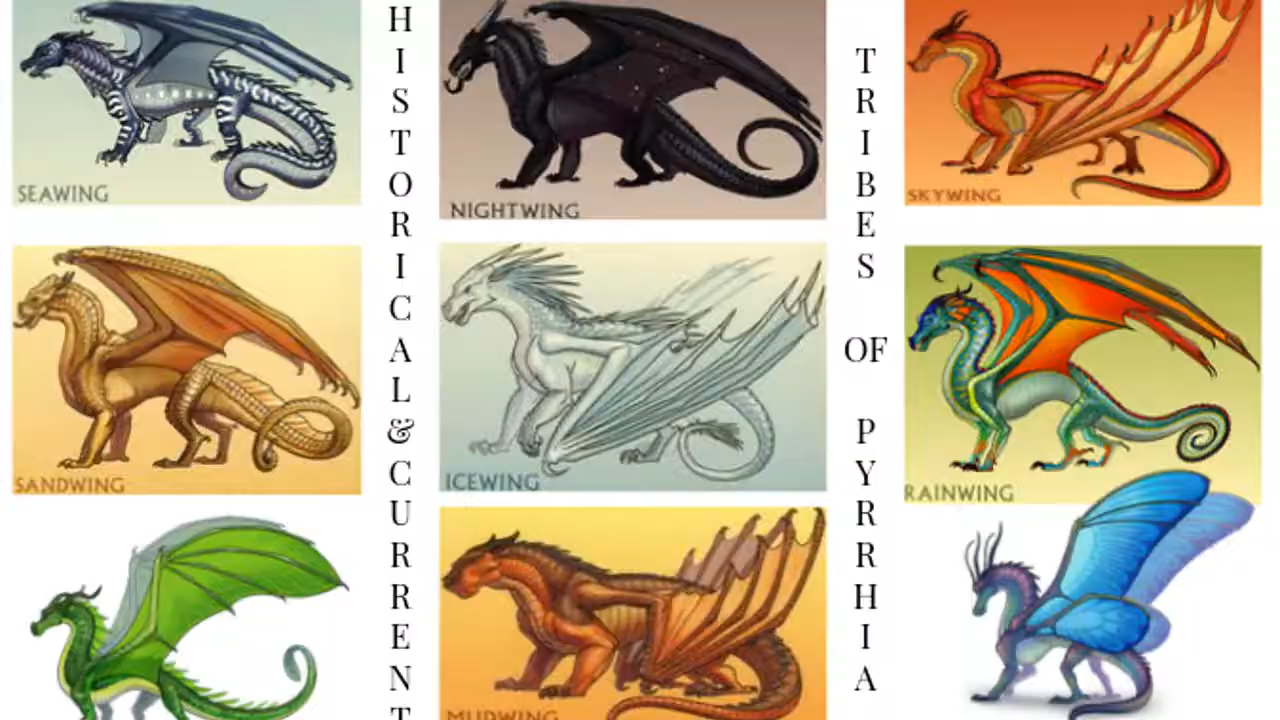 SEAWING
HISTORICAL & CURRENT
NIGHTWING
TRIBES OF PYRRHIA
SKYWING
SANDWING
ICEWING
RAINWING
MUDWING